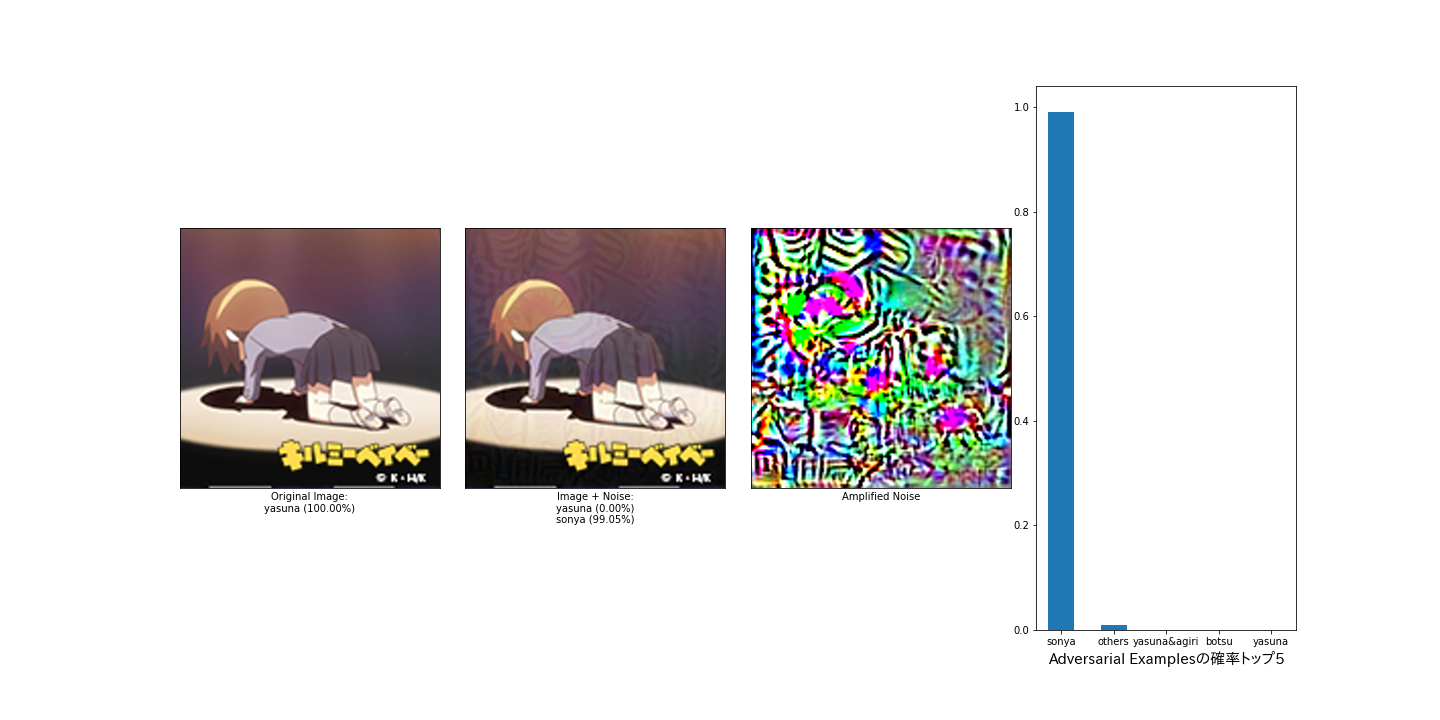 キルミーベイベー
© K・H/K
Original Image:
yasuna (100.00%)
キルミーベイベー
© K・H/K
Image + Noise:
yasuna (0.00%)
sonya (99.05%)
Amplified Noise
1.0
0.8
0.6
0.4
0.2
0.0
sonya others yasuna&agiri botsu yasuna
Adversarial Examplesの確率トップ5